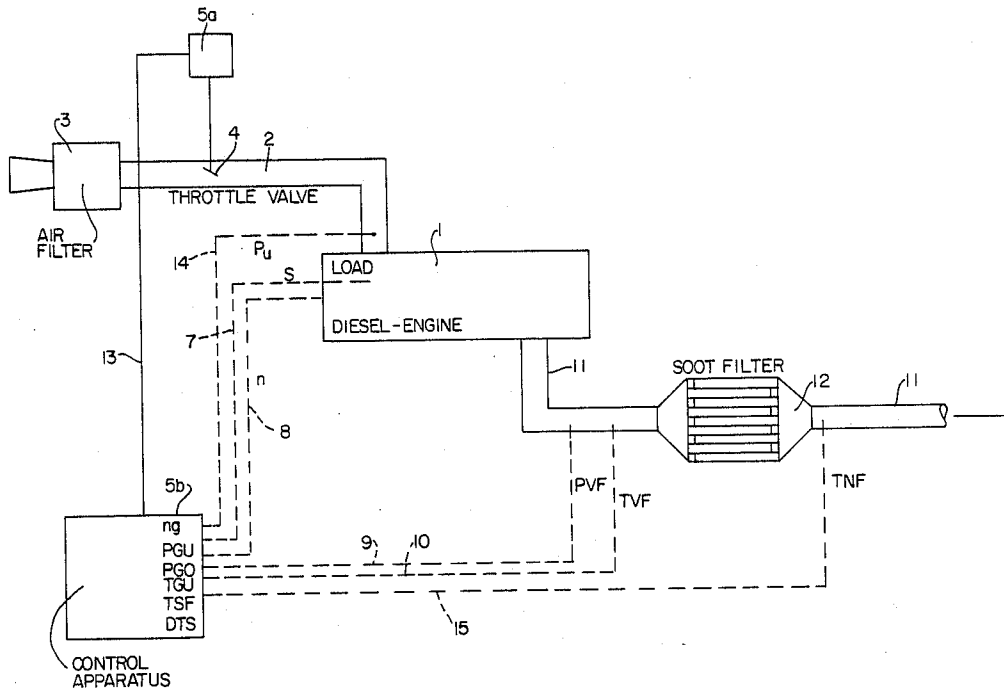 5a
3
4
2
THROTTLE VALVE
AIR
FILTER
1
14
Pu
LOAD
S
DIESEL-ENGINE
7
13
11
SOOT FILTER
12
11
n
8
5b
PVF
TVF
TNF
ng
PGU
PGO
TGU
TSF
DTS
9
10
15
CONTROL
APPARATUS